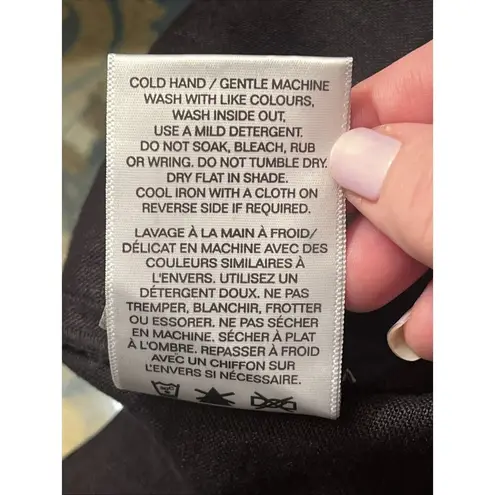 COLD HAND / GENTLE MACHINE
WASH WITH LIKE COLOURS,
WASH INSIDE OUT,
USE A MILD DETERGENT.
DO NOT SOAK, BLEACH, RUB
OR WRING. DO NOT TUMBLE DRY.
DRY FLAT IN SHADE.
COOL IRON WITH A CLOTH ON
REVERSE SIDE IF REQUIRED.
LAVAGE À LA MAIN À FROID/
DÉLICAT EN MACHINE AVEC DES
COULEURS SIMILAIRES À
L'ENVERS. UTILISEZ UN
DÉTERGENT DOUX. NE PAS
TREMPER, BLANCHIR, FROTTER
OU ESSORER. NE PAS SÉCHER
EN MACHINE. SÉCHER À PLAT
À L'OMBRE. REPASSER À FROID
AVEC UN CHIFFON SUR
L'ENVERS SI NÉCESSAIRE.